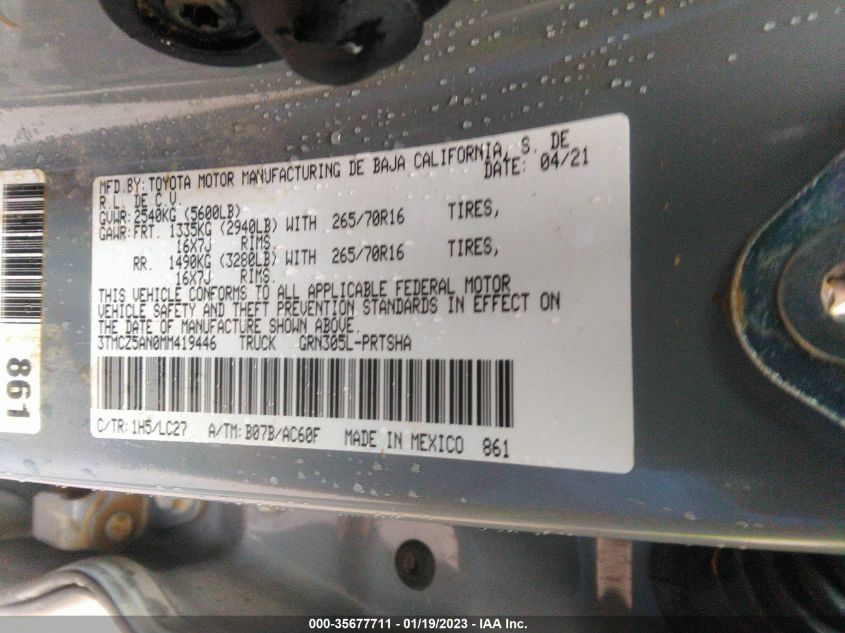 MFD.BY:TOYOTA MOTOR MANUFACTURING DE BAJA CALIFORNIA, S. DE
R.L. DE C.V. DATE: 04/21
GVWR:2540KG (5600LB)
GAWR:FRT. 1335KG (2940LB) WITH 265/70R16 TIRES,
16X7J RIMS.
RR. 1490KG (3280LB) WITH 265/70R16 TIRES,
16X7J RIMS.
THIS VEHICLE CONFORMS TO ALL APPLICABLE FEDERAL MOTOR
VEHICLE SAFETY AND THEFT PREVENTION STANDARDS IN EFFECT ON
THE DATE OF MANUFACTURE SHOWN ABOVE.
3TMCZ5AN0MM419446 TRUCK GRN305L-PRTSHA
C/TR:1H5/LC27 A/TM:B07B/AC60F MADE IN MEXICO 861
861
000-35677711 - 01/19/2023 - IAA Inc.